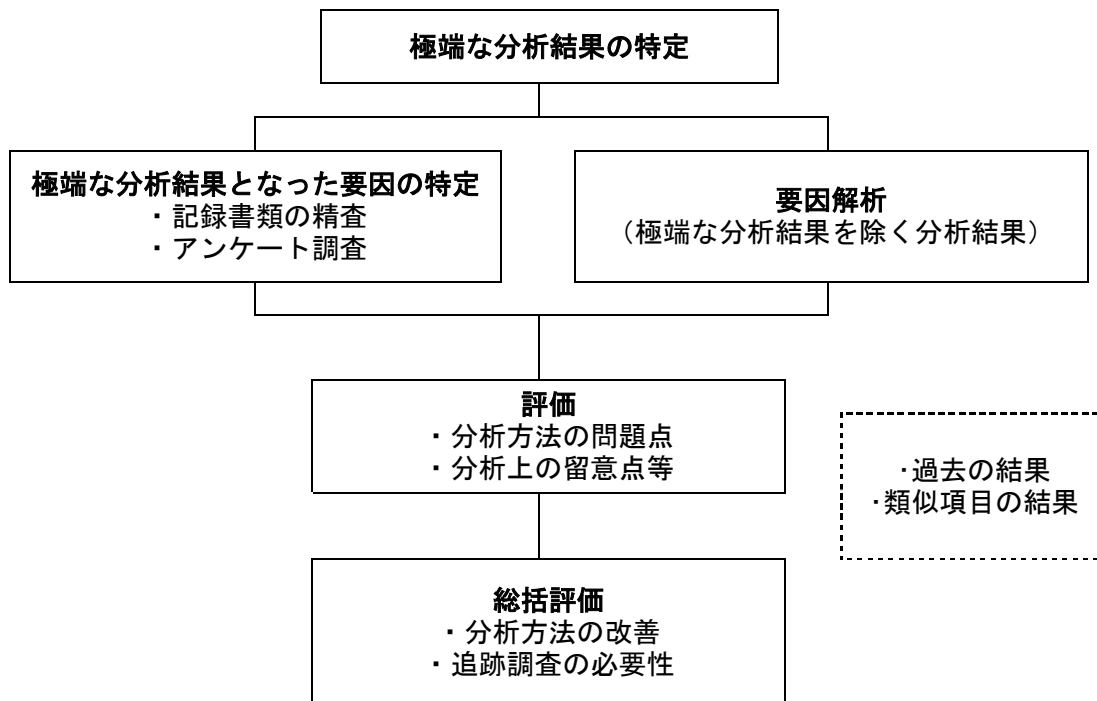 極端な分析結果の特定
極端な分析結果となった要因の特定
・記録書類の精査
・アンケート調査
要因解析
（極端な分析結果を除く分析結果）
評価
・分析方法の問題点
・分析上の留意点等
・過去の結果
・類似項目の結果
総括評価
・分析方法の改善
・追跡調査の必要性